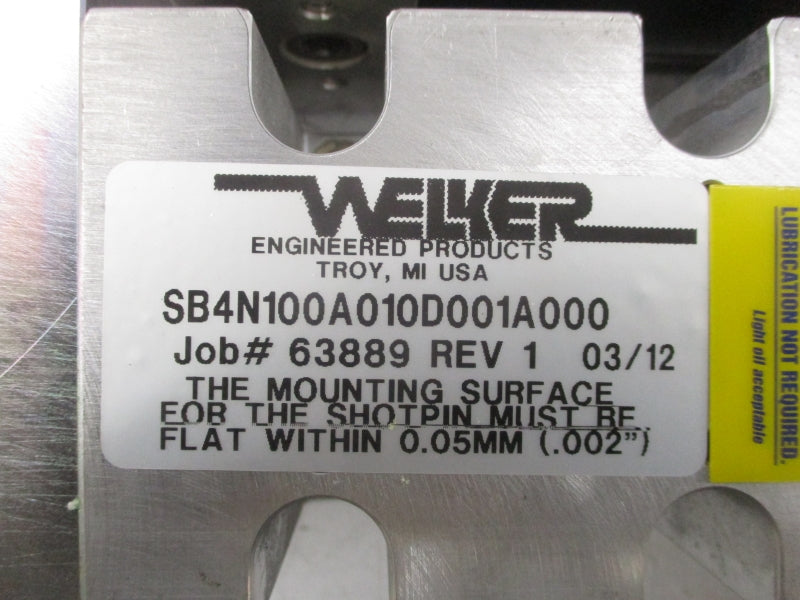 WELKER
ENGINEERED PRODUCTS
TROY, MI USA
SB4N100A010D001A000
Job# 63889 REV 1 03/12
THE MOUNTING SURFACE
FOR THE SHOTPIN MUST BE
FLAT WITHIN 0.05MM (.002")
LUBRICATION NOT REQUIRED.
Light oil acceptable